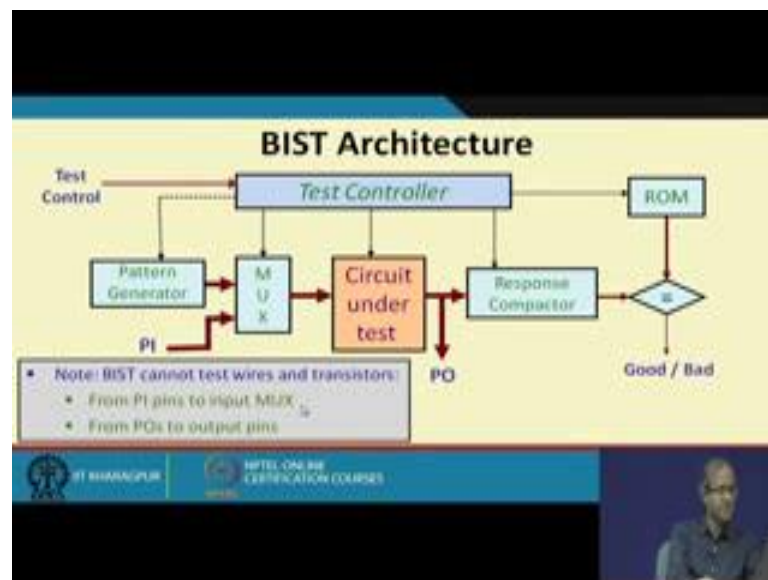 BIST Architecture
Test
Control
Test Controller
ROM
Pattern
Generator
M
U
X
Circuit
under
test
Response
Compactor
=
PI
PO
Good / Bad
• Note: BIST cannot test wires and transistors:
• From PI pins to input MUX
• From POs to output pins
IIT KHARAGPUR
NPTEL ONLINE
CERTIFICATION COURSES
NPTEL